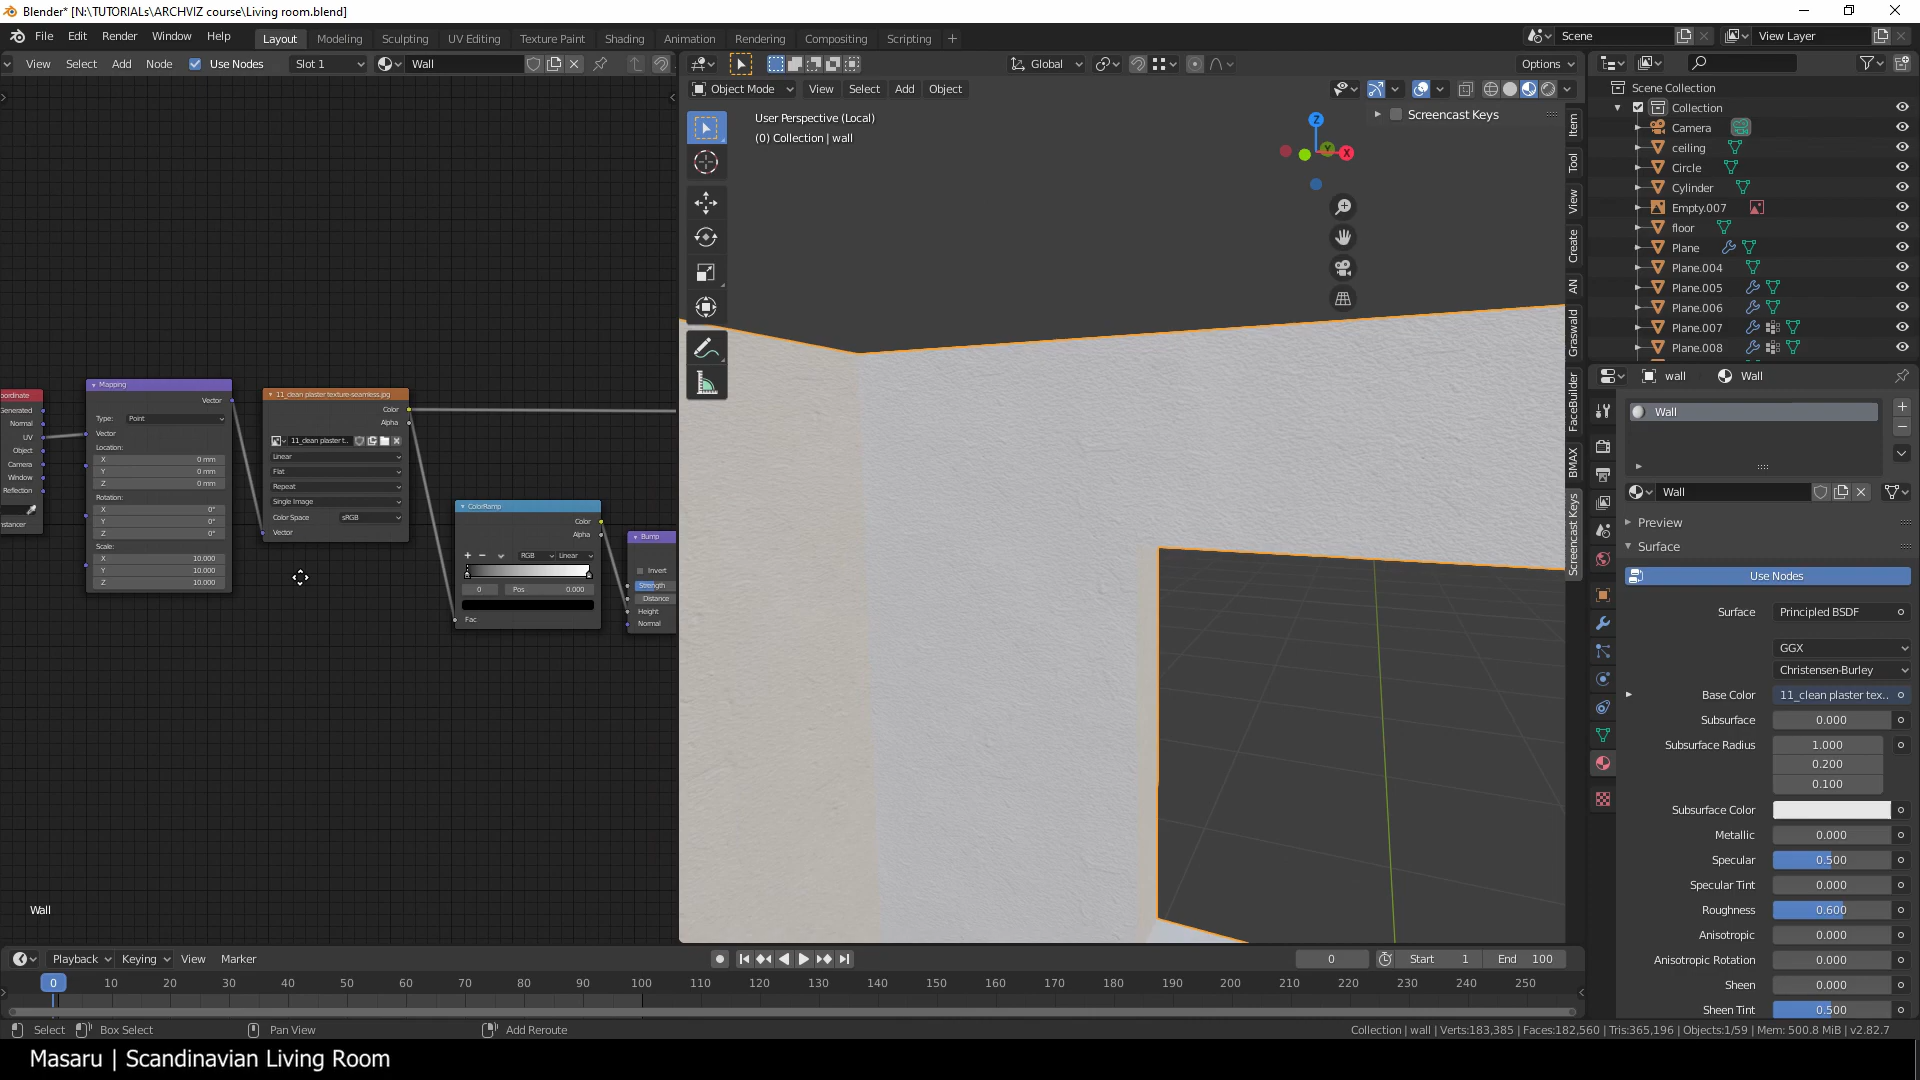 Blender* [N:\TUTORIALs\ARCHVIZ course\Living room.blend]
File Edit Render Window Help
Layout Modeling Sculpting UV Editing Texture Paint Shading Animation Rendering Compositing Scripting +
Scene
View Layer
View Select Add Node Use Nodes Slot 1 Wall
Global
Options
Object Mode View Select Add Object
User Perspective (Local)
(0) Collection | wall
Screencast Keys
Z
Y
X
Item
Tool
View
Create
AN
Graswald
FaceBuilder
BMAX
Screencast Keys
oordinate
Generated
Normal
UV
Object
Camera
Window
Reflection
nstancer
Mapping
Vector
Type: Point
Vector
Location:
X 0 mm
Y 0 mm
Z 0 mm
Rotation:
X 0°
Y 0°
Z 0°
Scale:
X 10.000
Y 10.000
Z 10.000
11_clean plaster texture-seamless.jpg
Color
Alpha
11_clean plaster t..
Linear
Flat
Repeat
Single Image
Color Space sRGB
Vector
ColorRamp
Color
Alpha
+ − RGB Linear
0 Pos 0.000
Fac
Bump
Invert
Strength
Distance
Height
Normal
Wall
Scene Collection
Collection
Camera
ceiling
Circle
Cylinder
Empty.007
floor
Plane
Plane.004
Plane.005
Plane.006
Plane.007
Plane.008
wall Wall
Wall
Wall
Preview
Surface
Use Nodes
Surface Principled BSDF
GGX
Christensen-Burley
Base Color 11_clean plaster tex..
Subsurface 0.000
Subsurface Radius 1.000
0.200
0.100
Subsurface Color
Metallic 0.000
Specular 0.500
Specular Tint 0.000
Roughness 0.600
Anisotropic 0.000
Anisotropic Rotation 0.000
Sheen 0.000
Sheen Tint 0.500
Playback Keying View Marker
0 Start 1 End 100
0 10 20 30 40 50 60 70 80 90 100 110 120 130 140 150 160 170 180 190 200 210 220 230 240 250
Select Box Select Pan View Add Reroute
Collection | wall | Verts:183,385 | Faces:182,560 | Tris:365,196 | Objects:1/59 | Mem: 500.8 MiB | v2.82.7
Masaru | Scandinavian Living Room